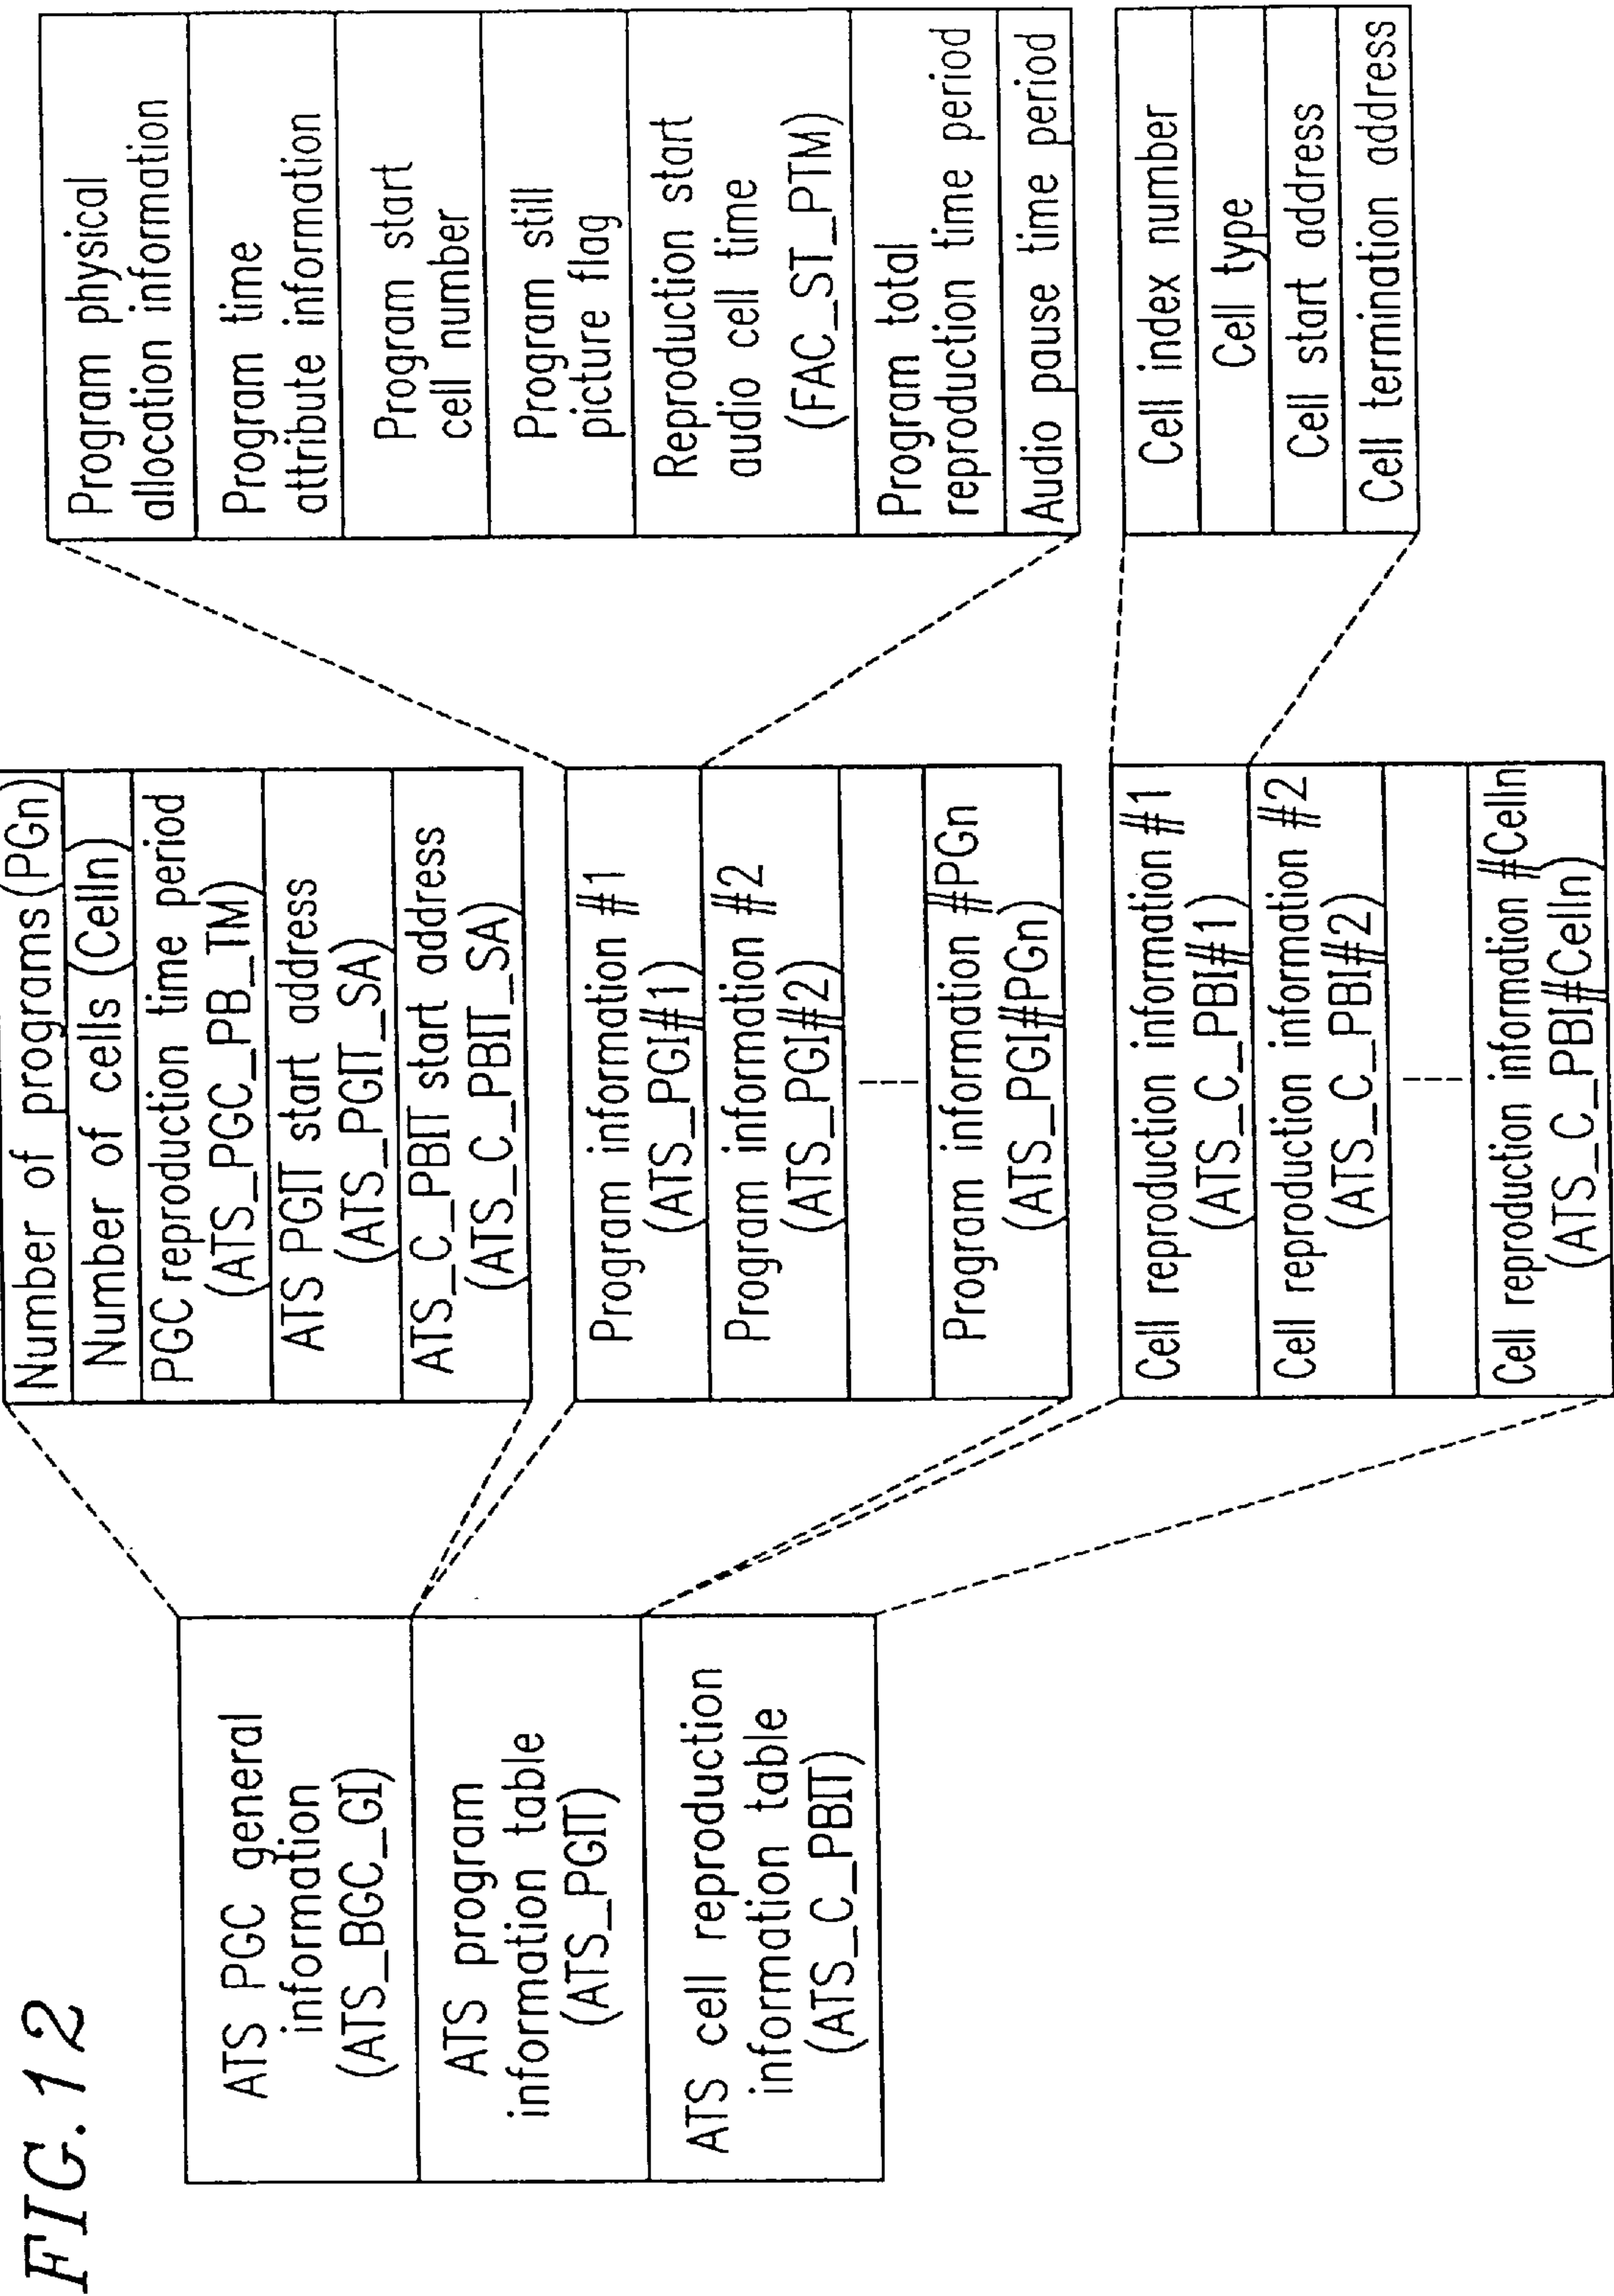 FIG.12
ATS PGC general
information
(ATS_BGC_GI)
ATS program
information table
(ATS_PGIT)
ATS cell reproduction
information table
(ATS_C_PBIT)
Number of programs(PGn)
Number of cells (Celln)
PGC reproduction time period
(ATS_PGC_PB_TM)
ATS PGIT start address
(ATS_PGIT_SA)
ATS_C_PBIT start address
(ATS_C_PBIT_SA)
Program information #1
(ATS_PGI#1)
Program information #2
(ATS_PGI#2)
Program information #PGn
(ATS_PGI#PGn)
Cell reproduction information #1
(ATS_C_PBI#1)
Cell reproduction information #2
(ATS_C_PBI#2)
Cell reproduction information #Celln
(ATS_C_PBI#Celln)
Program physical
allocation information
Program time
attribute information
Program start
cell number
Program still
picture flag
Reproduction start
audio cell time
(FAC_ST_PTM)
Program total
reproduction time period
Audio pause time period
Cell index number
Cell type
Cell start address
Cell termination address